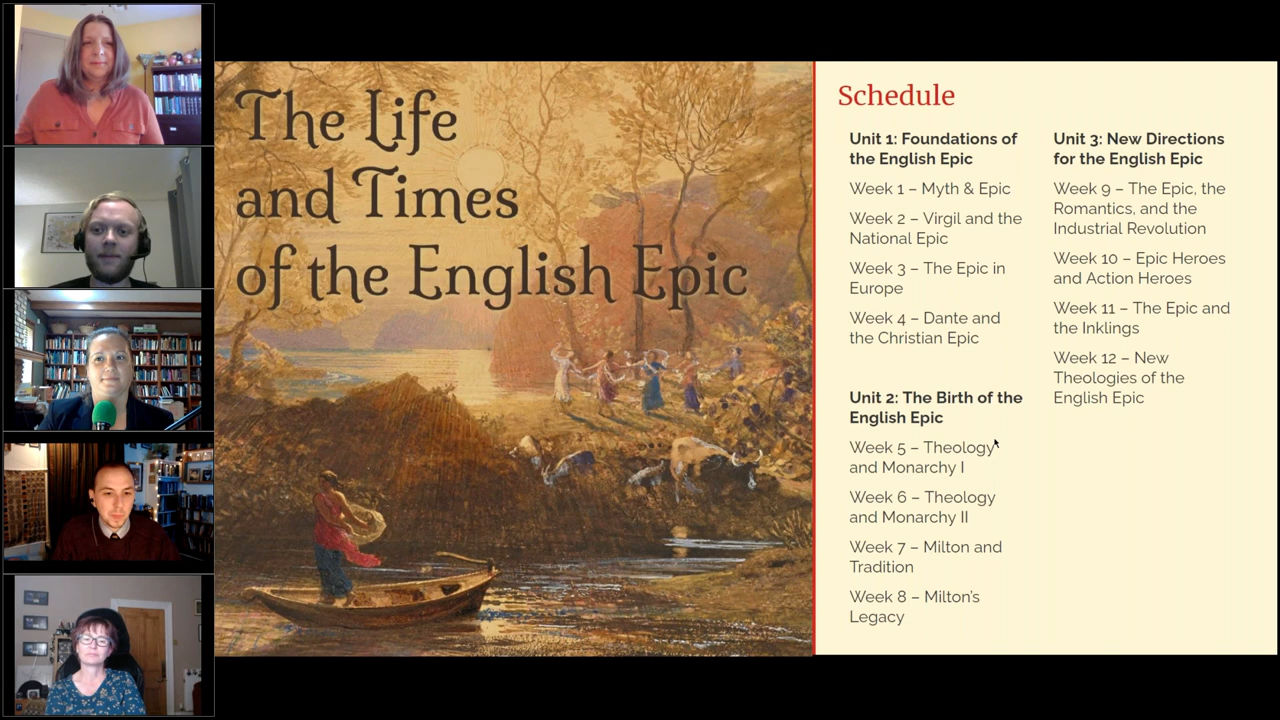 The Life
and Times
of the English Epic
Schedule
Unit 1: Foundations of
the English Epic
Week 1 – Myth & Epic
Week 2 – Virgil and the
National Epic
Week 3 – The Epic in
Europe
Week 4 – Dante and
the Christian Epic
Unit 2: The Birth of the
English Epic
Week 5 – Theology
and Monarchy I
Week 6 – Theology
and Monarchy II
Week 7 – Milton and
Tradition
Week 8 – Milton's
Legacy
Unit 3: New Directions
for the English Epic
Week 9 – The Epic, the
Romantics, and the
Industrial Revolution
Week 10 – Epic Heroes
and Action Heroes
Week 11 – The Epic and
the Inklings
Week 12 – New
Theologies of the
English Epic